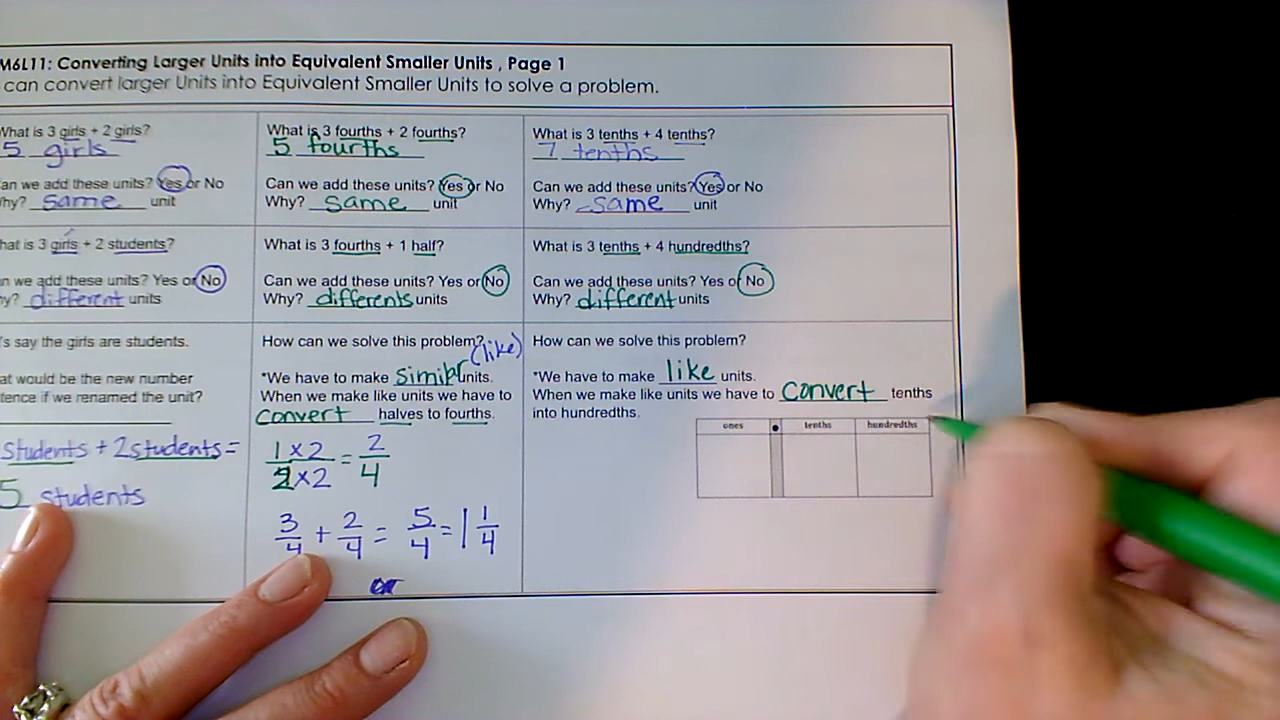 M6L11: Converting Larger Units into Equivalent Smaller Units , Page 1
can convert larger Units into Equivalent Smaller Units to solve a problem.
What is 3 girls + 2 girls?
5 girls
an we add these units? Yes or No
hy? same unit
What is 3 fourths + 2 fourths?
5 fourths
Can we add these units? Yes or No
Why? same unit
What is 3 tenths + 4 tenths?
7 tenths
Can we add these units? Yes or No
Why? same unit
hat is 3 girls + 2 students?
n we add these units? Yes or No
y? different units
What is 3 fourths + 1 half?
Can we add these units? Yes or No
Why? differents units
What is 3 tenths + 4 hundredths?
Can we add these units? Yes or No
Why? different units
's say the girls are students.
at would be the new number
tence if we renamed the unit?
students + 2 students =
5 students
How can we solve this problem?
(like)
*We have to make similr units.
When we make like units we have to
convert halves to fourths.
1 x 2 / 2 x 2 = 2/4
3/4 + 2/4 = 5/4 = 1 1/4
or
How can we solve this problem?
*We have to make like units.
When we make like units we have to convert tenths
into hundredths.
ones . tenths hundredths